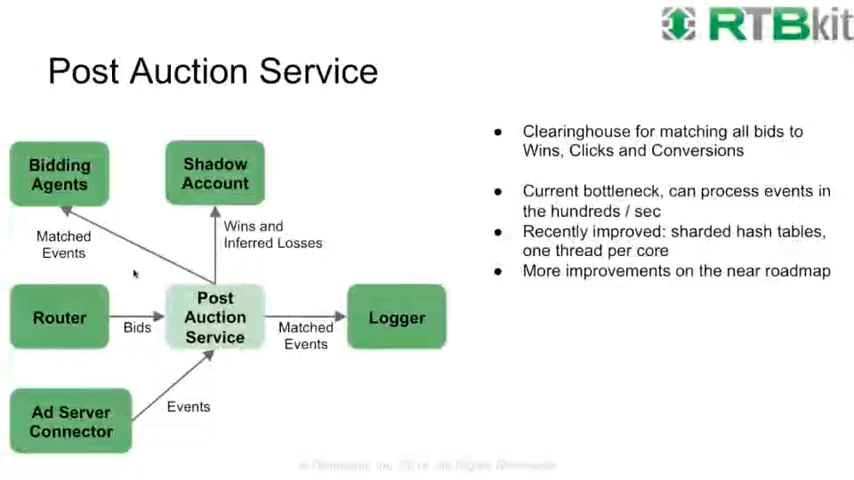 RTBkit
Post Auction Service
Clearinghouse for matching all bids to
Wins, Clicks and Conversions
Current bottleneck, can process events in
the hundreds / sec
Recently improved: sharded hash tables,
one thread per core
More improvements on the near roadmap
Bidding
Agents
Shadow
Account
Matched
Events
Wins and
Inferred Losses
Router
Bids
Post
Auction
Service
Matched
Events
Logger
Events
Ad Server
Connector